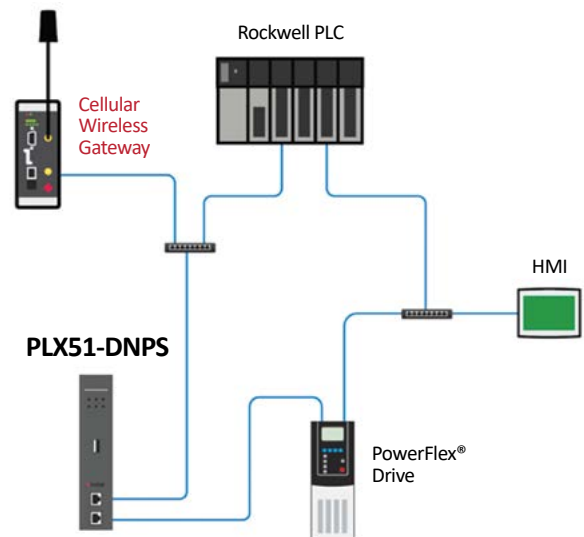 Rockwell PLC
Cellular
Wireless
Gateway
HMI
PLX51-DNPS
PowerFlex®
Drive